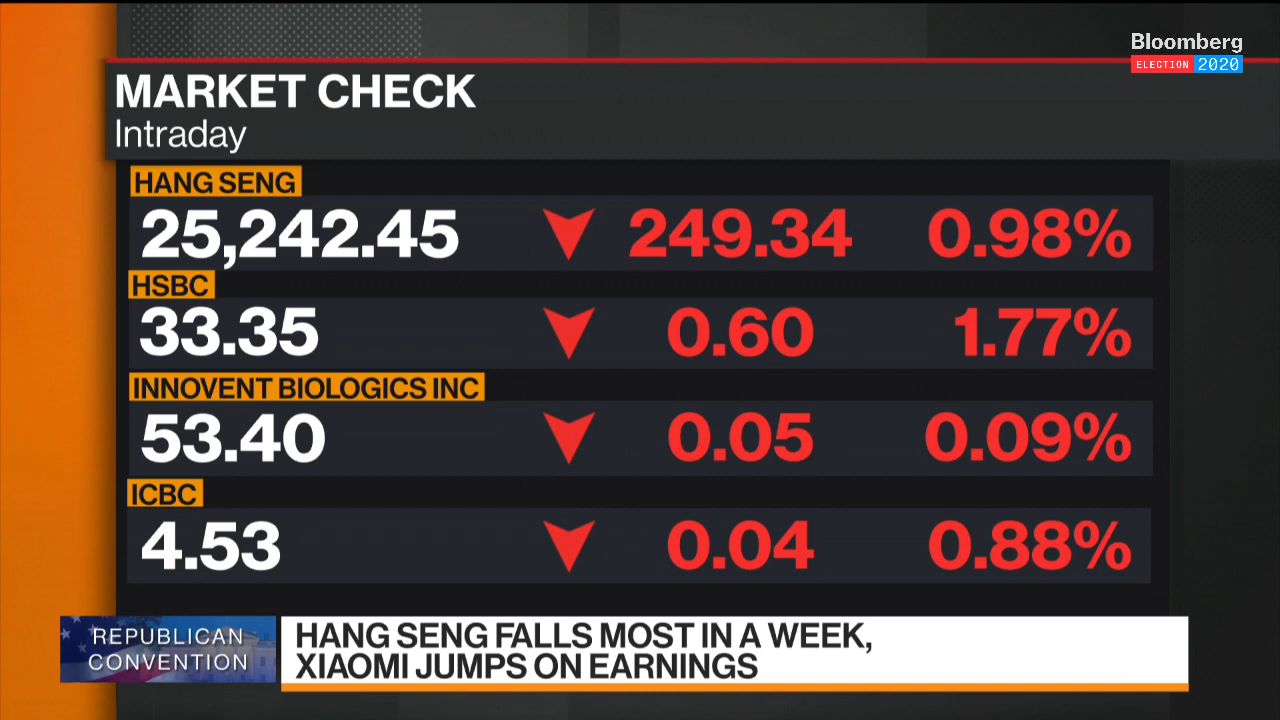 Bloomberg
ELECTION 2020
MARKET CHECK
Intraday
HANG SENG
25,242.45 249.34 0.98%
HSBC
33.35 0.60 1.77%
INNOVENT BIOLOGICS INC
53.40 0.05 0.09%
ICBC
4.53 0.04 0.88%
REPUBLICAN
CONVENTION
HANG SENG FALLS MOST IN A WEEK,
XIAOMI JUMPS ON EARNINGS